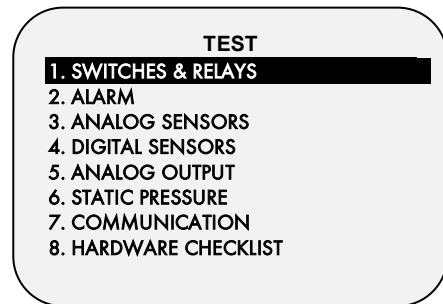 TEST
1. SWITCHES & RELAYS
2. ALARM
3. ANALOG SENSORS
4. DIGITAL SENSORS
5. ANALOG OUTPUT
6. STATIC PRESSURE
7. COMMUNICATION
8. HARDWARE CHECKLIST